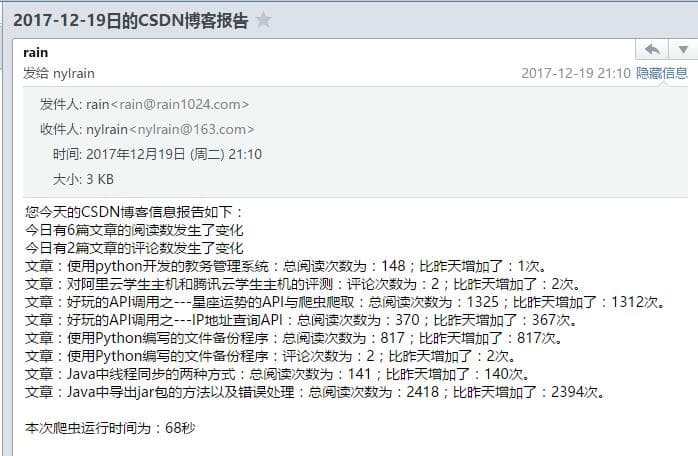 2017-12-19日的CSDN博客报告
rain
发给 nylrain 2017-12-19 21:10 隐藏信息
发件人: rain<rain@rain1024.com>
收件人: nylrain<nylrain@163.com>
时间: 2017年12月19日 (周二) 21:10
大小: 3 KB
您今天的CSDN博客信息报告如下：
今日有6篇文章的阅读数发生了变化
今日有2篇文章的评论数发生了变化
文章：使用python开发的教务管理系统：总阅读次数为：148；比昨天增加了：1次。
文章：对阿里云学生主机和腾讯云学生主机的评测：评论次数为：2；比昨天增加了：2次。
文章：好玩的API调用之---星座运势的API与爬虫爬取：总阅读次数为：1325；比昨天增加了：1312次。
文章：好玩的API调用之---IP地址查询API：总阅读次数为：370；比昨天增加了：367次。
文章：使用Python编写的文件备份程序：总阅读次数为：817；比昨天增加了：817次。
文章：使用Python编写的文件备份程序：评论次数为：2；比昨天增加了：2次。
文章：Java中线程同步的两种方式：总阅读次数为：141；比昨天增加了：140次。
文章：Java中导出jar包的方法以及错误处理：总阅读次数为：2418；比昨天增加了：2394次。
本次爬虫运行时间为：68秒